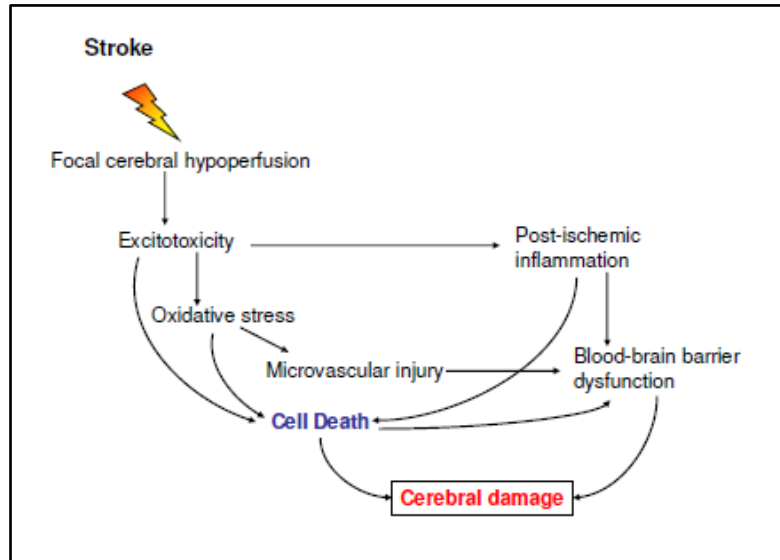 Stroke
Focal cerebral hypoperfusion
Excitotoxicity
Post-ischemic
inflammation
Oxidative stress
Microvascular injury
Blood-brain barrier
dysfunction
Cell Death
Cerebral damage